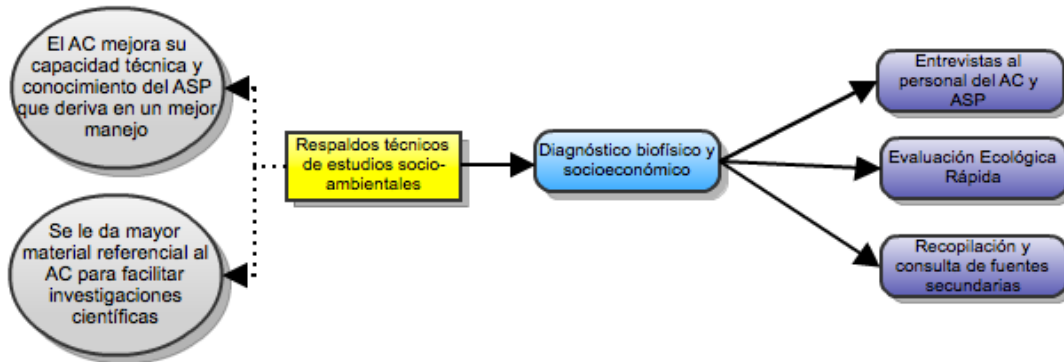 El AC mejora su
capacidad técnica y
conocimiento del ASP
que deriva en un mejor
manejo
Se le da mayor
material referencial al
AC para facilitar
investigaciones
científicas
Respaldos técnicos
de estudios socio-
ambientales
Diagnóstico biofísico y
socioeconómico
Entrevistas al
personal del AC y
ASP
Evaluación Ecológica
Rápida
Recopilación y
consulta de fuentes
secundarias